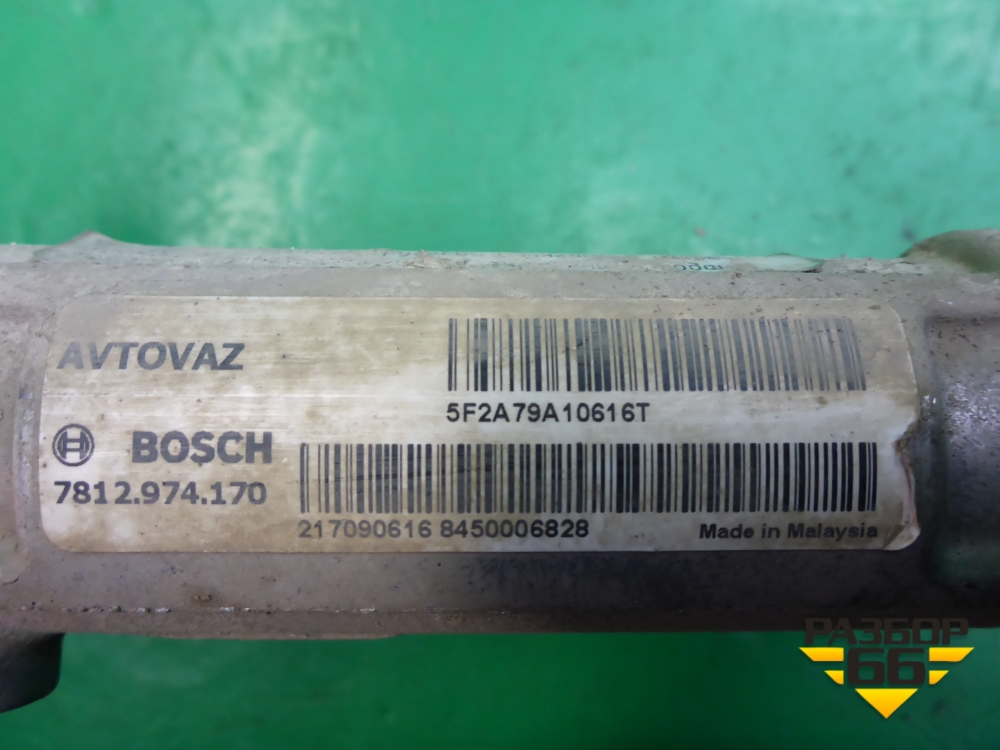 AVTOVAZ
5F2A79A10616T
BOSCH
7812.974.170
217090616 8450006828
Made in Malaysia
РАЗБОР
66